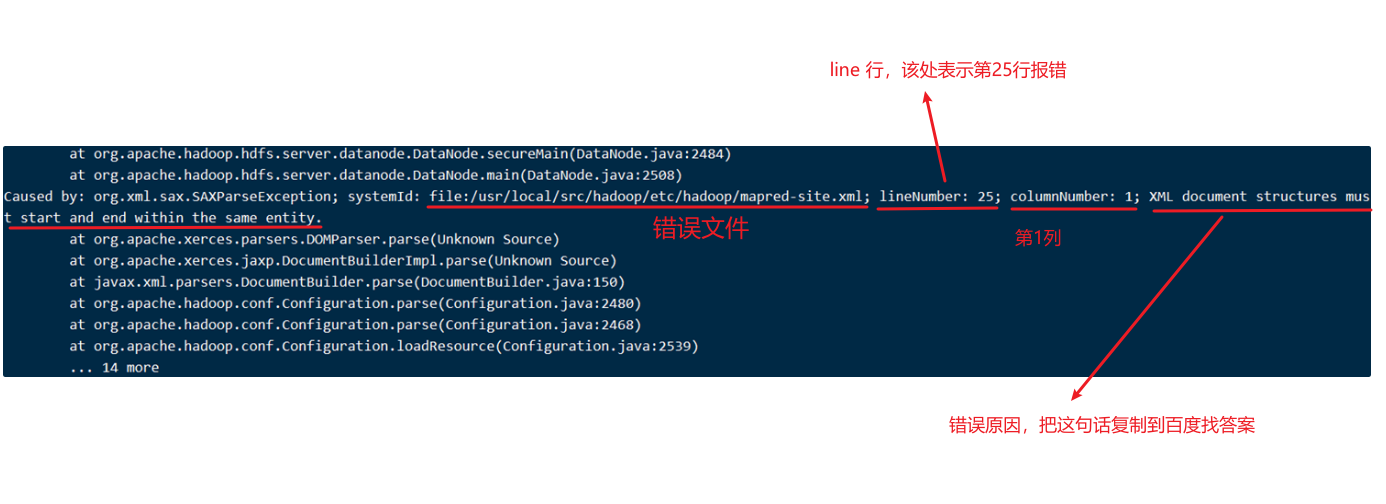 line 行，该处表示第25行报错
at org.apache.hadoop.hdfs.server.datanode.DataNode.secureMain(DataNode.java:2484)
at org.apache.hadoop.hdfs.server.datanode.DataNode.main(DataNode.java:2508)
Caused by: org.xml.sax.SAXParseException; systemId: file:/usr/local/src/hadoop/etc/hadoop/mapred-site.xml; lineNumber: 25; columnNumber: 1; XML document structures mus
t start and end within the same entity.
错误文件
第1列
at org.apache.xerces.parsers.DOMParser.parse(Unknown Source)
at org.apache.xerces.jaxp.DocumentBuilderImpl.parse(Unknown Source)
at javax.xml.parsers.DocumentBuilder.parse(DocumentBuilder.java:150)
at org.apache.hadoop.conf.Configuration.parse(Configuration.java:2480)
at org.apache.hadoop.conf.Configuration.parse(Configuration.java:2468)
at org.apache.hadoop.conf.Configuration.loadResource(Configuration.java:2539)
... 14 more
错误原因，把这句话复制到百度找答案